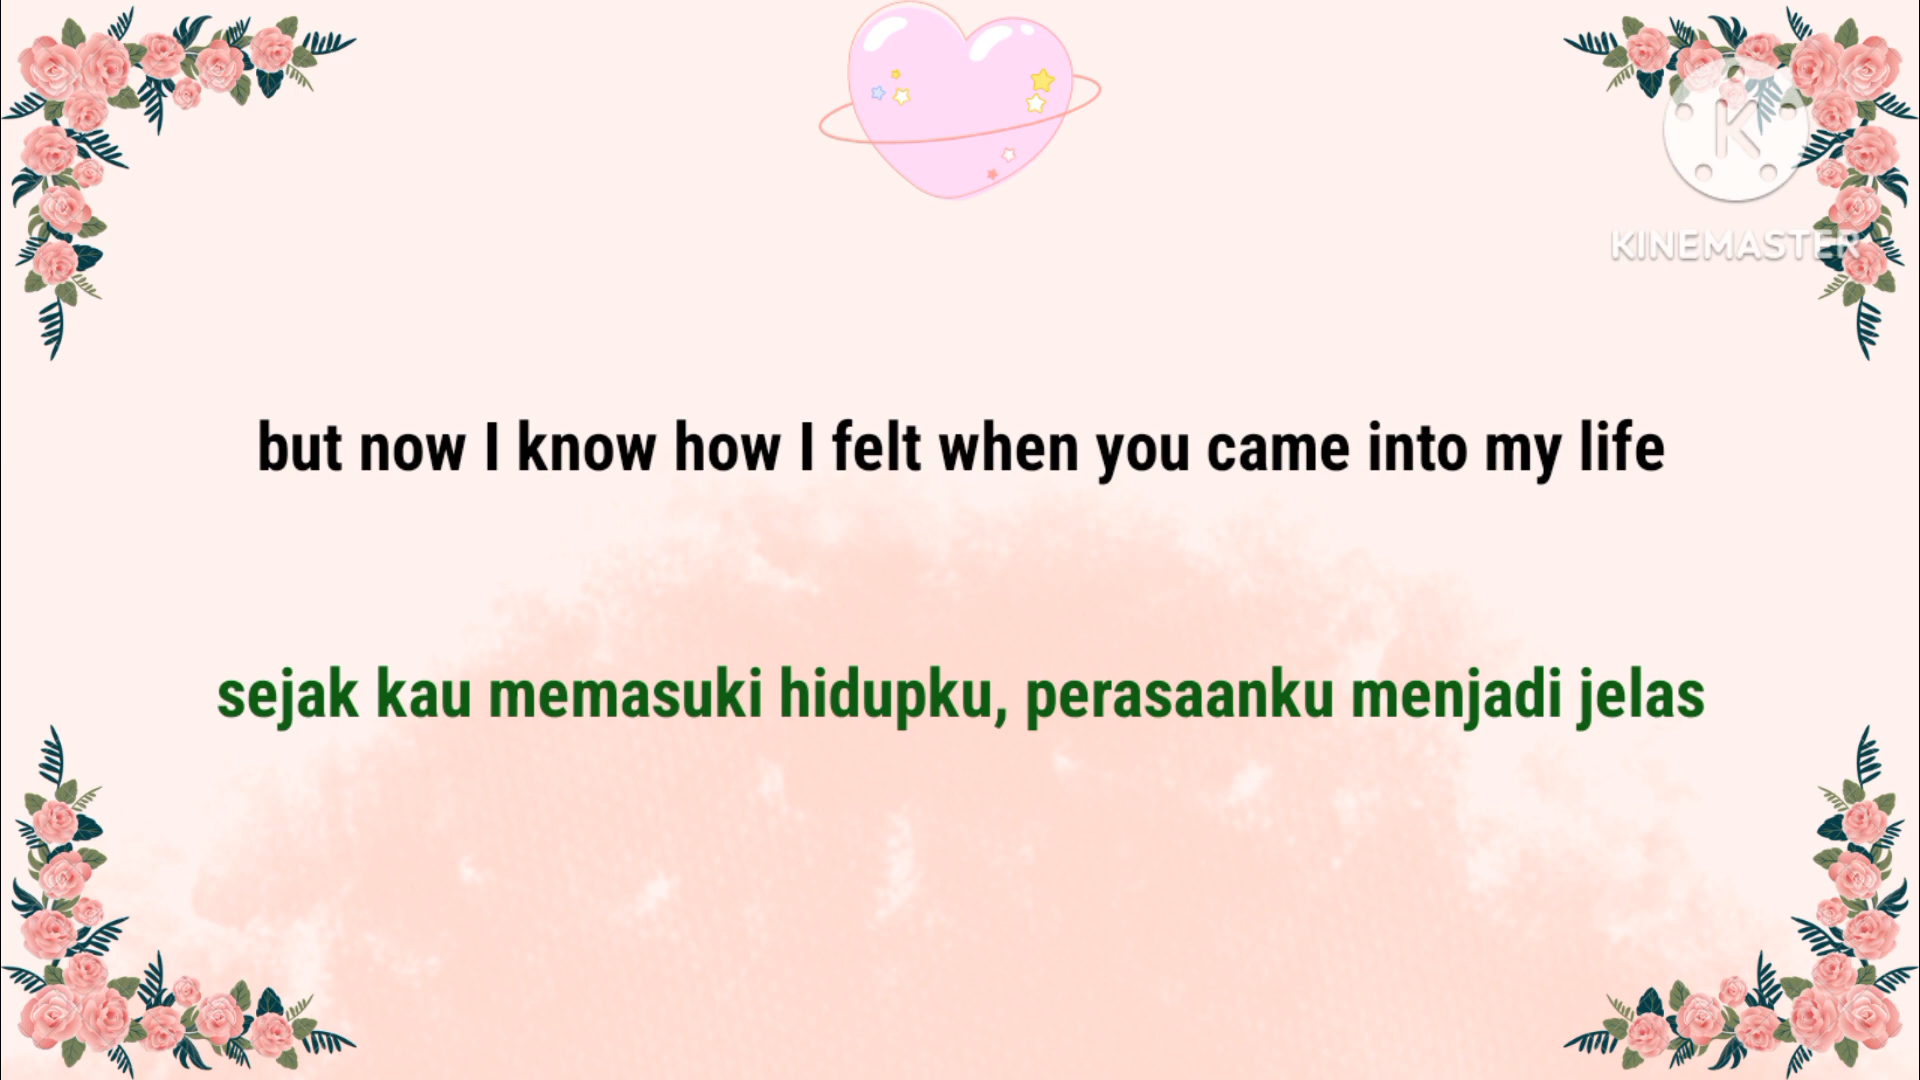 K
KINEMASTER
but now I know how I felt when you came into my life
sejak kau memasuki hidupku, perasaanku menjadi jelas